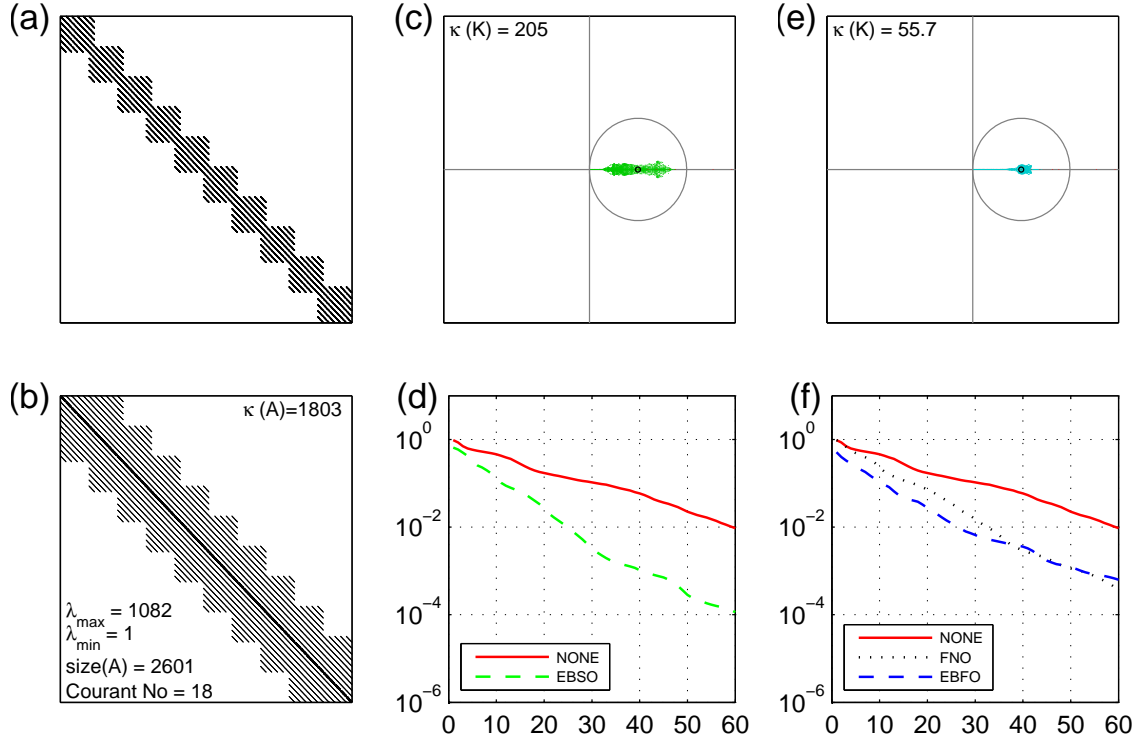 (a)
(c)
κ (K) = 205
(e)
κ (K) = 55.7
(b)
κ (A)=1803
λmax = 1082
λmin = 1
size(A) = 2601
Courant No = 18
(d)
10^0
10^-2
10^-4
10^-6
0 10 20 30 40 50 60
NONE
EBSO
(f)
10^0
10^-2
10^-4
10^-6
0 10 20 30 40 50 60
NONE
FNO
EBFO